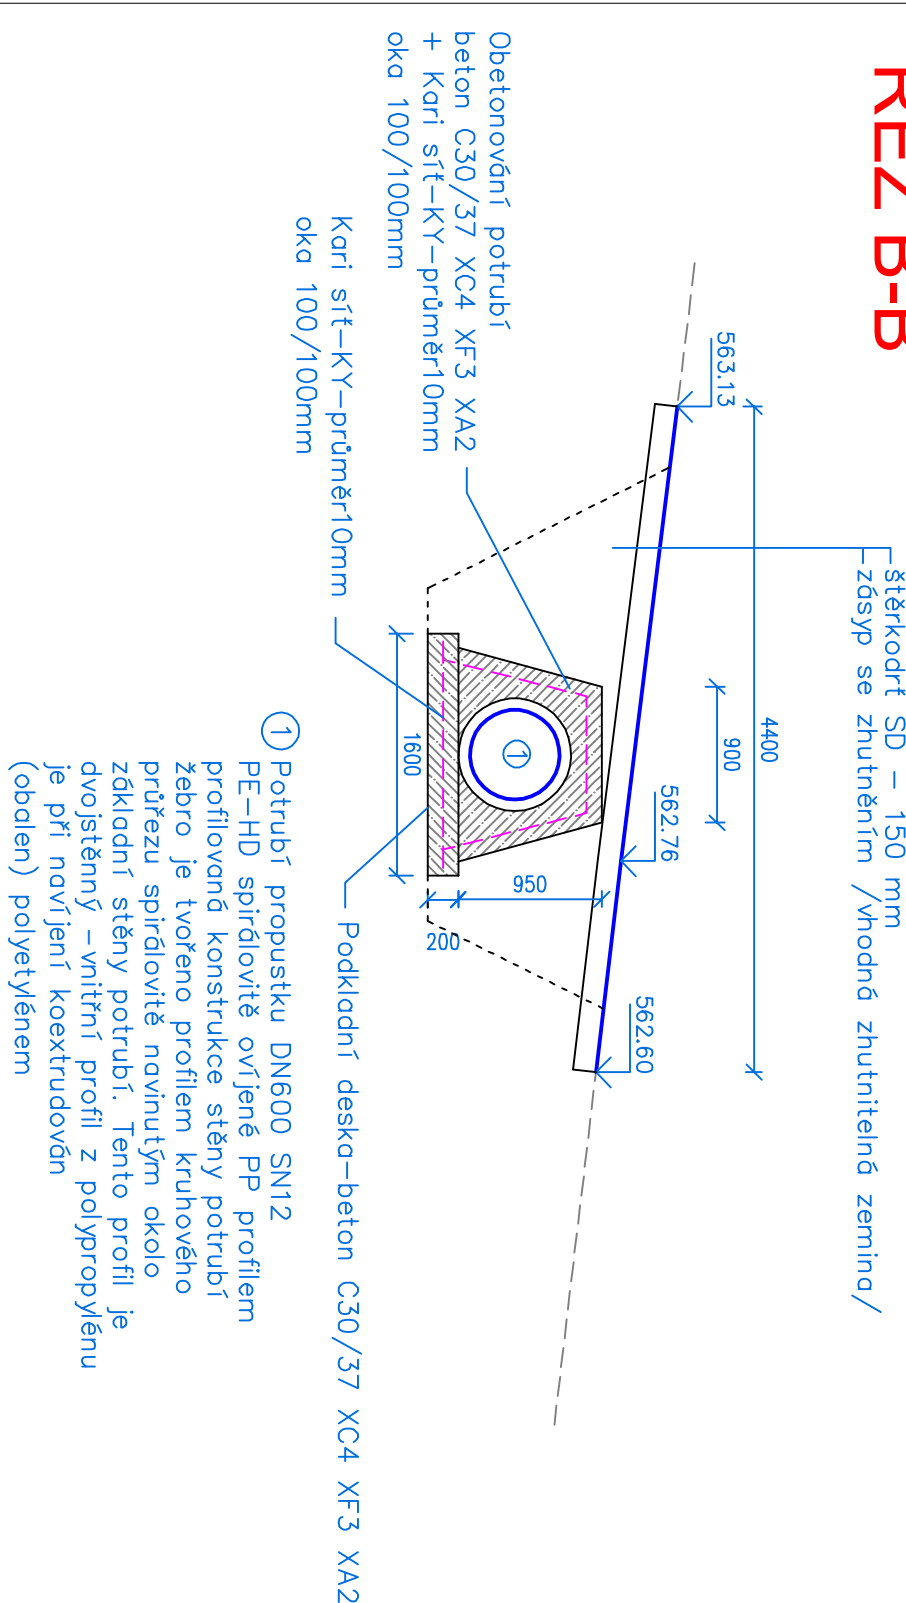 ŘEZ B-B
štěrkodrť SD - 150 mm
zásyp se zhutněním /vhodná zhutnitelná zemina/
4400
900
563.13
562.76
562.60
Obetonování potrubí
beton C30/37 XC4 XF3 XA2
+ Kari síť-KY-průměr10mm
oka 100/100mm
Kari síť-KY-průměr10mm
oka 100/100mm
1
950
200
1600
Podkladní deska-beton C30/37 XC4 XF3 XA2
1 Potrubí propustku DN600 SN12
PE-HD spirálovitě ovíjené PP profilem
profilovaná konstrukce stěny potrubí
žebro je tvořeno profilem kruhového
průřezu spirálovitě navinutým okolo
základní stěny potrubí. Tento profil je
dvojstěnný -vnitřní profil z polypropylénu
je při navíjení koextrudován
(obalen) polyetylénem